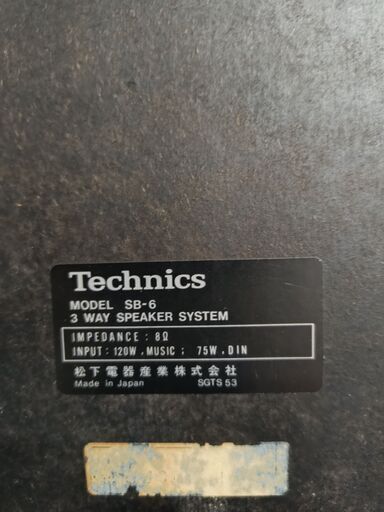 Technics
MODEL SB-6
3 WAY SPEAKER SYSTEM
IMPEDANCE : 8Ω
INPUT: 120W, MUSIC; 75W, DIN
松下電器産業株式会社
Made in Japan SGTS 53